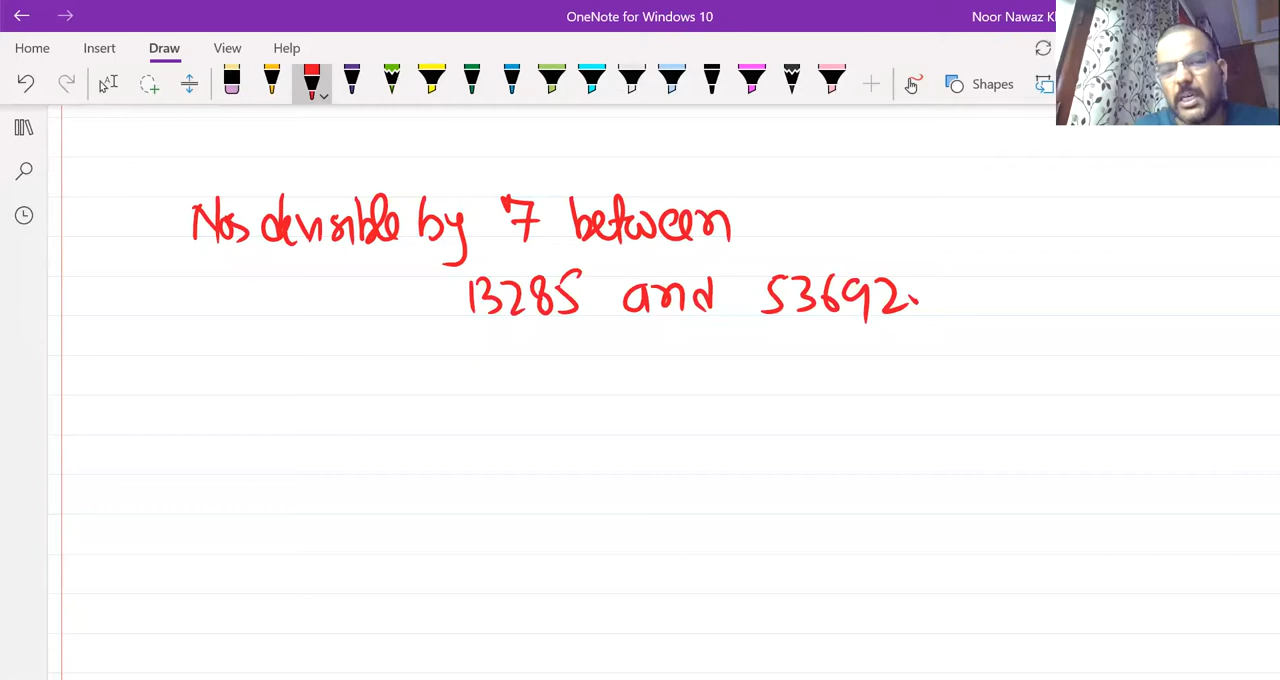 OneNote for Windows 10
Noor Nawaz Kh
Home Insert Draw View Help
Shapes
Nos devisible by 7 between
13285 and 53692.